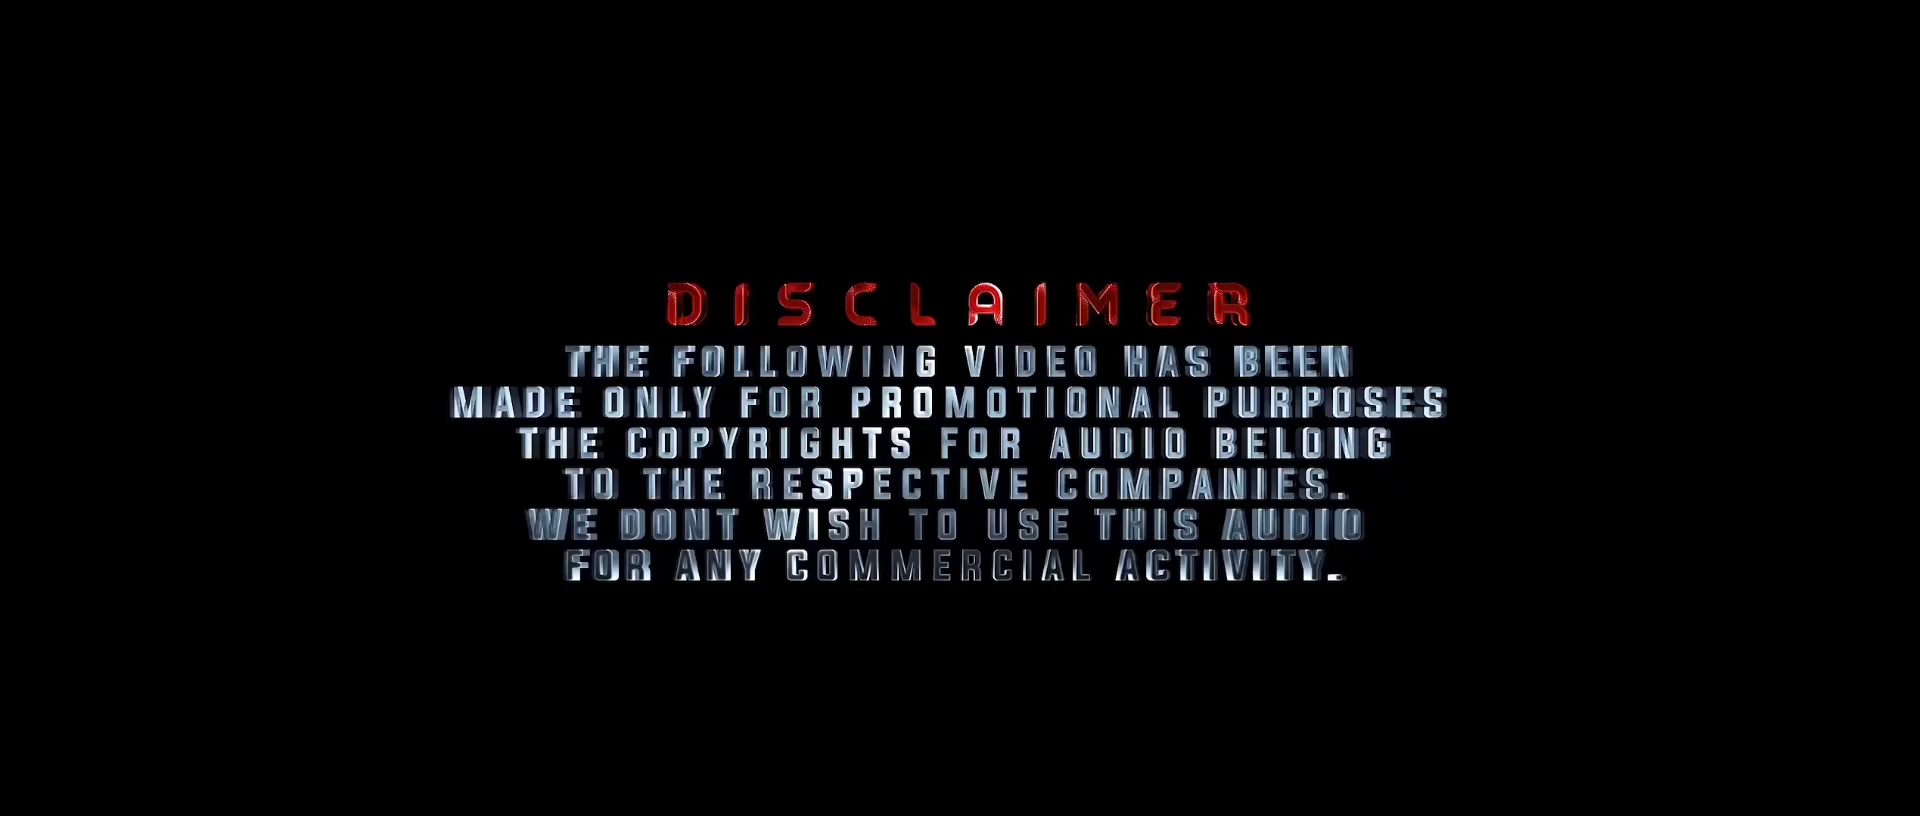 DISCLAIMER
THE FOLLOWING VIDEO HAS BEEN
MADE ONLY FOR PROMOTIONAL PURPOSES
THE COPYRIGHTS FOR AUDIO BELONG
TO THE RESPECTIVE COMPANIES.
WE DONT WISH TO USE THIS AUDIO
FOR ANY COMMERCIAL ACTIVITY.